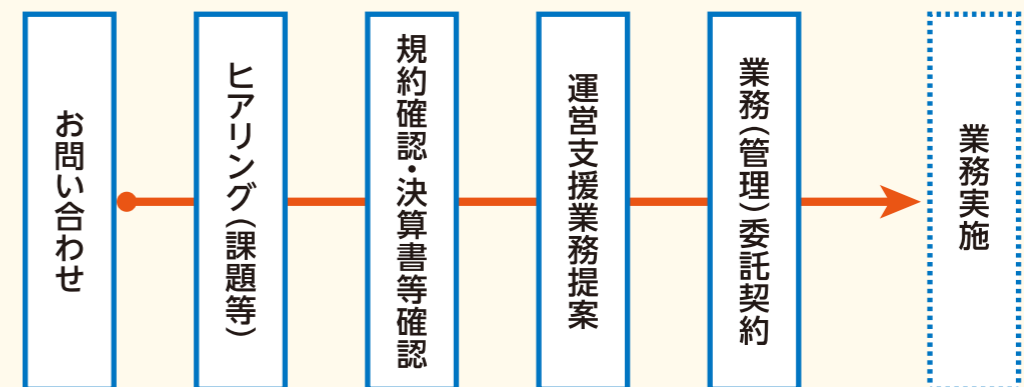 お問い合わせ
ヒアリング(課題等)
規約確認・決算書等確認
運営支援業務提案
業務(管理)委託契約
業務実施